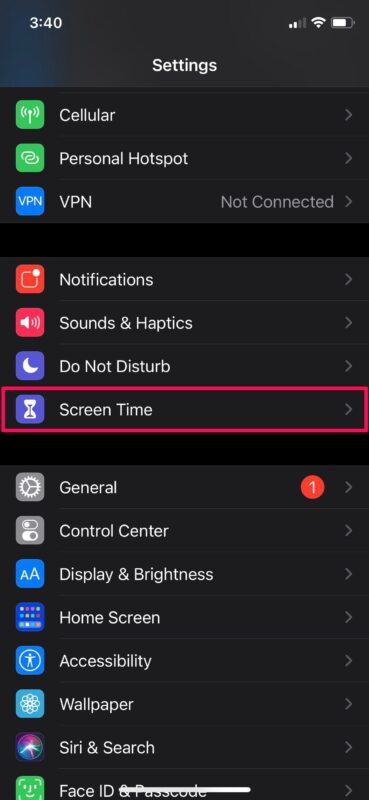 3:40
Settings
Cellular
Personal Hotspot
VPN VPN Not Connected
Notifications
Sounds & Haptics
Do Not Disturb
Screen Time
General 1
Control Center
AA Display & Brightness
Home Screen
Accessibility
Wallpaper
Siri & Search
Face ID & Passcode